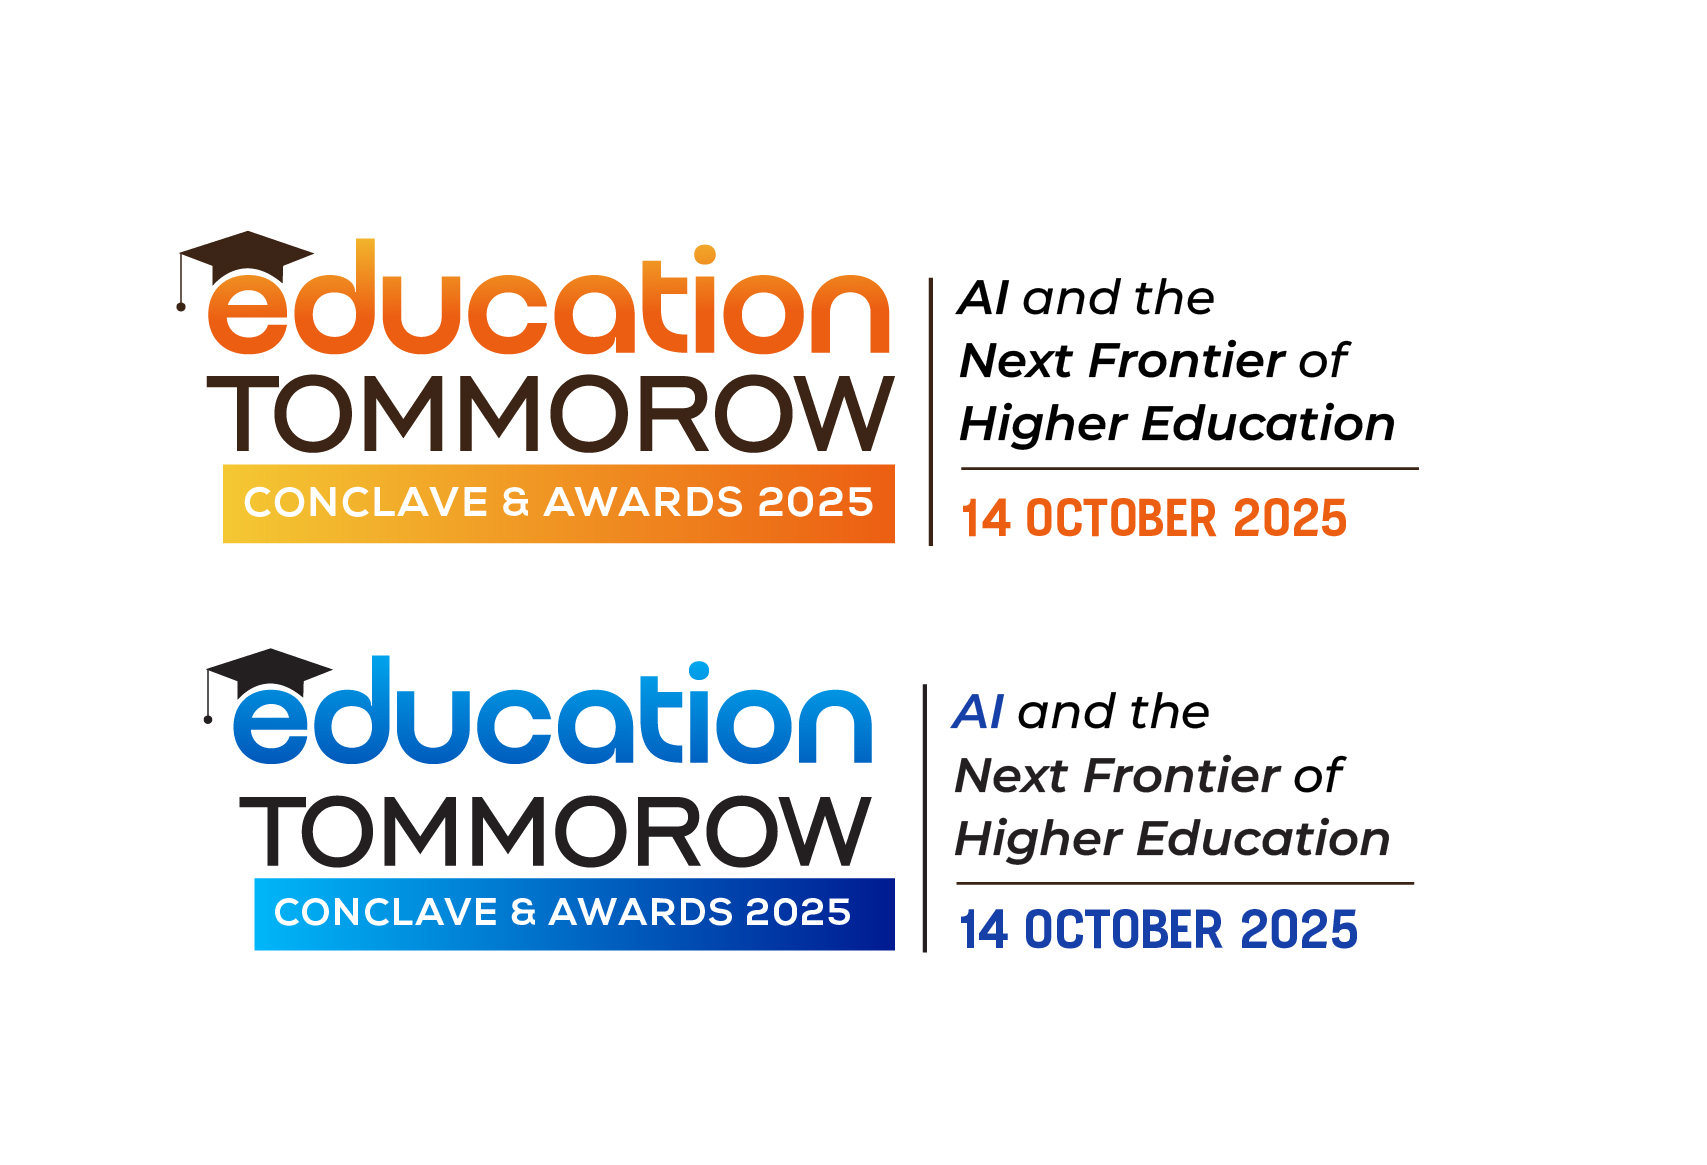 education
TOMMOROW
CONCLAVE & AWARDS 2025
AI and the
Next Frontier of
Higher Education
14 OCTOBER 2025
education
TOMMOROW
CONCLAVE & AWARDS 2025
AI and the
Next Frontier of
Higher Education
14 OCTOBER 2025